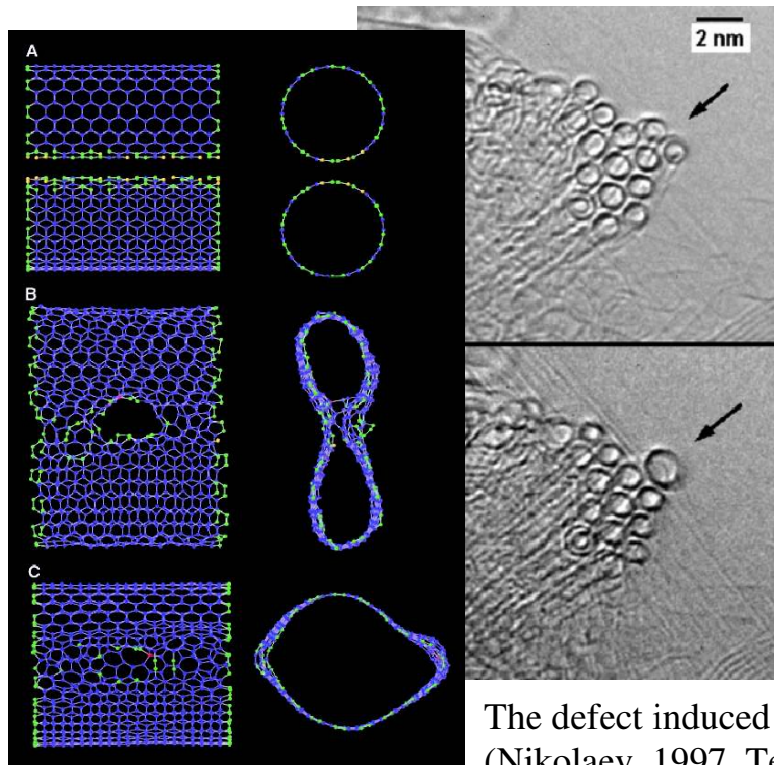 A
B
C
2 nm
The defect induced
(Nikolaev, 1997, Te